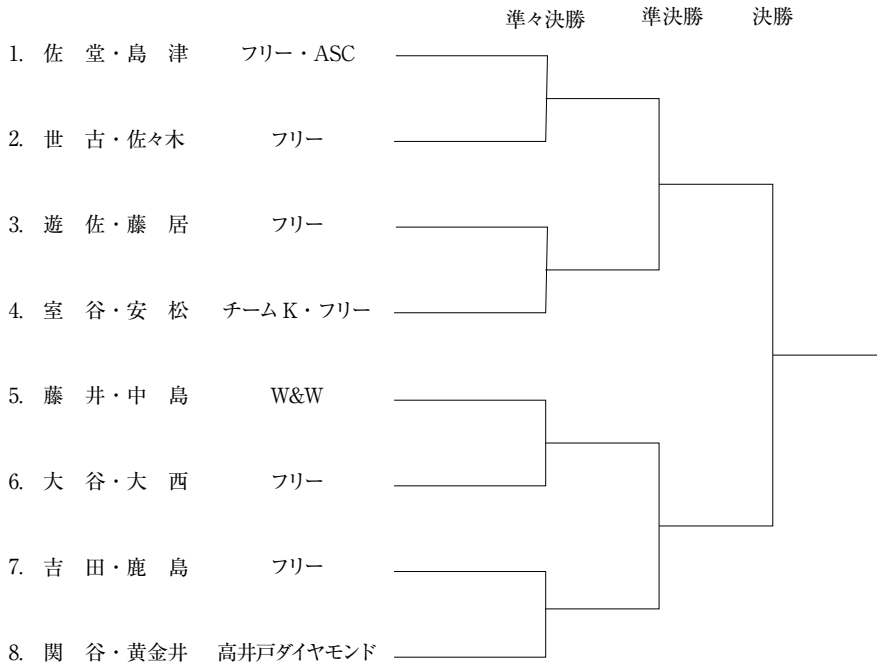 準々決勝 準決勝 決勝
1. 佐 堂・島 津 フリー・ASC
2. 世 古・佐々木 フリー
3. 遊 佐・藤 居 フリー
4. 室 谷・安 松 チーム K・フリー
5. 藤 井・中 島 W&W
6. 大 谷・大 西 フリー
7. 吉 田・鹿 島 フリー
8. 関 谷・黄金井 高井戸ダイヤモンド